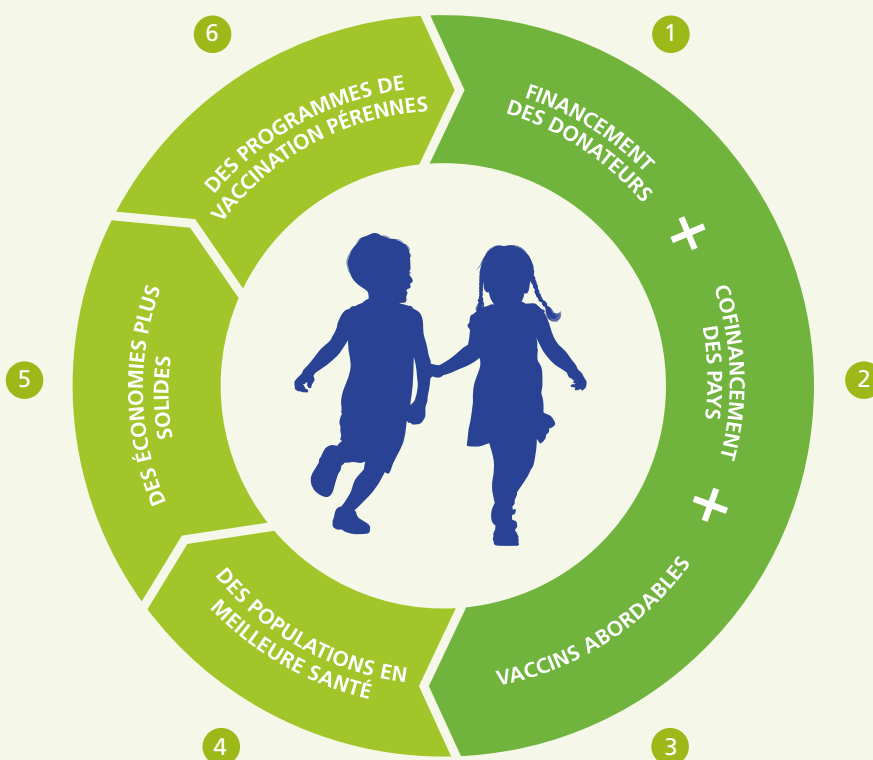 1
FINANCEMENT
DES DONATEURS
+
2
COFINANCEMENT
DES PAYS
+
3
VACCINS ABORDABLES
4
DES POPULATIONS EN
MEILLEURE SANTÉ
5
DES ÉCONOMIES PLUS
SOLIDES
6
DES PROGRAMMES DE
VACCINATION PÉRENNES